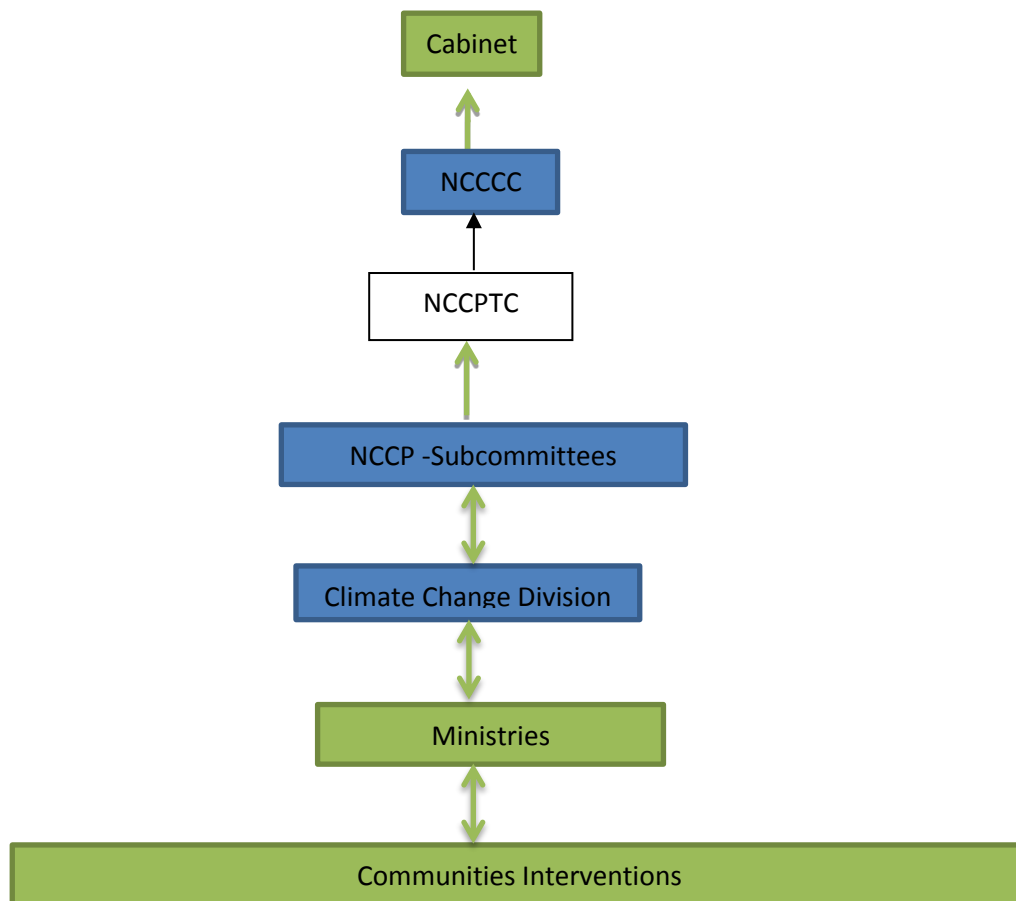 Cabinet
NCCCC
NCCPTC
NCCP -Subcommittees
Climate Change Division
Ministries
Communities Interventions